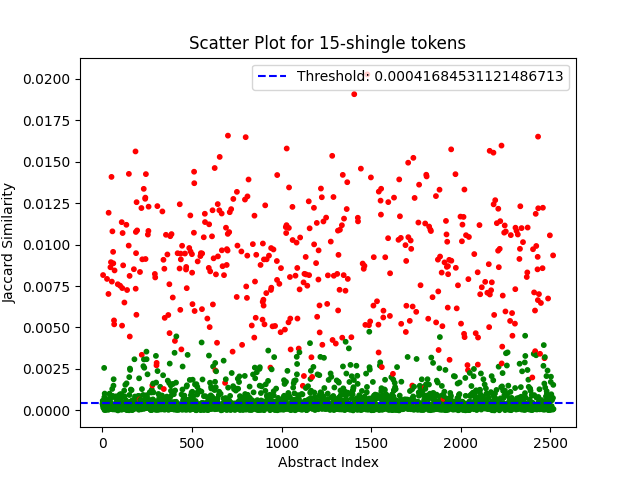 Scatter Plot for 15-shingle tokens
Threshold: 0.00041684531121486713
0.0200
0.0175
0.0150
0.0125
0.0100
0.0075
0.0050
0.0025
0.0000
Jaccard Similarity
0 500 1000 1500 2000 2500
Abstract Index